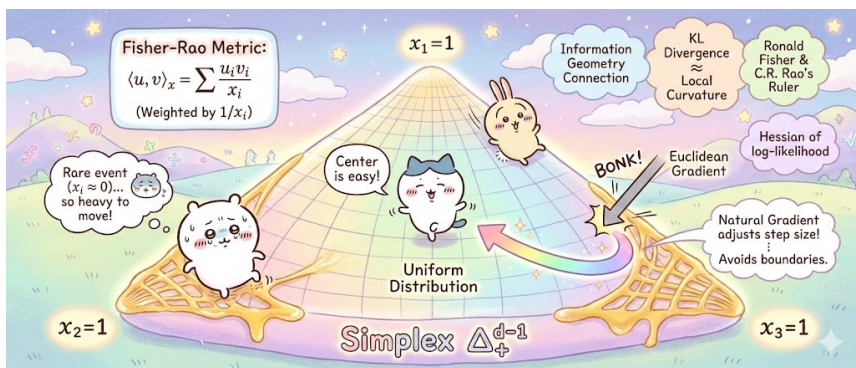 Fisher-Rao Metric:
⟨u, v⟩ₓ = ∑ uᵢvᵢ / xᵢ
(Weighted by 1/xᵢ)
x₁=1
Information
Geometry
Connection
KL
Divergence
≈
Local
Curvature
Ronald
Fisher &
C.R. Rao's
Ruler
Hessian of
log-likelihood
Rare event
(xᵢ ≈ 0)...
so heavy to
move!
Center
is easy!
BONK!
Euclidean
Gradient
Natural Gradient
adjusts step size!
⋮
Avoids boundaries.
Uniform
Distribution
x₂=1
Simplex Δ₊ᵈ⁻¹
x₃=1